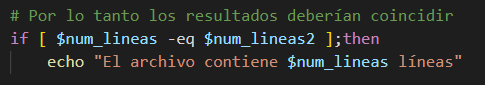 # Por lo tanto los resultados deberían coincidir
if [ $num_lineas -eq $num_lineas2 ];then
    echo "El archivo contiene $num_lineas líneas"